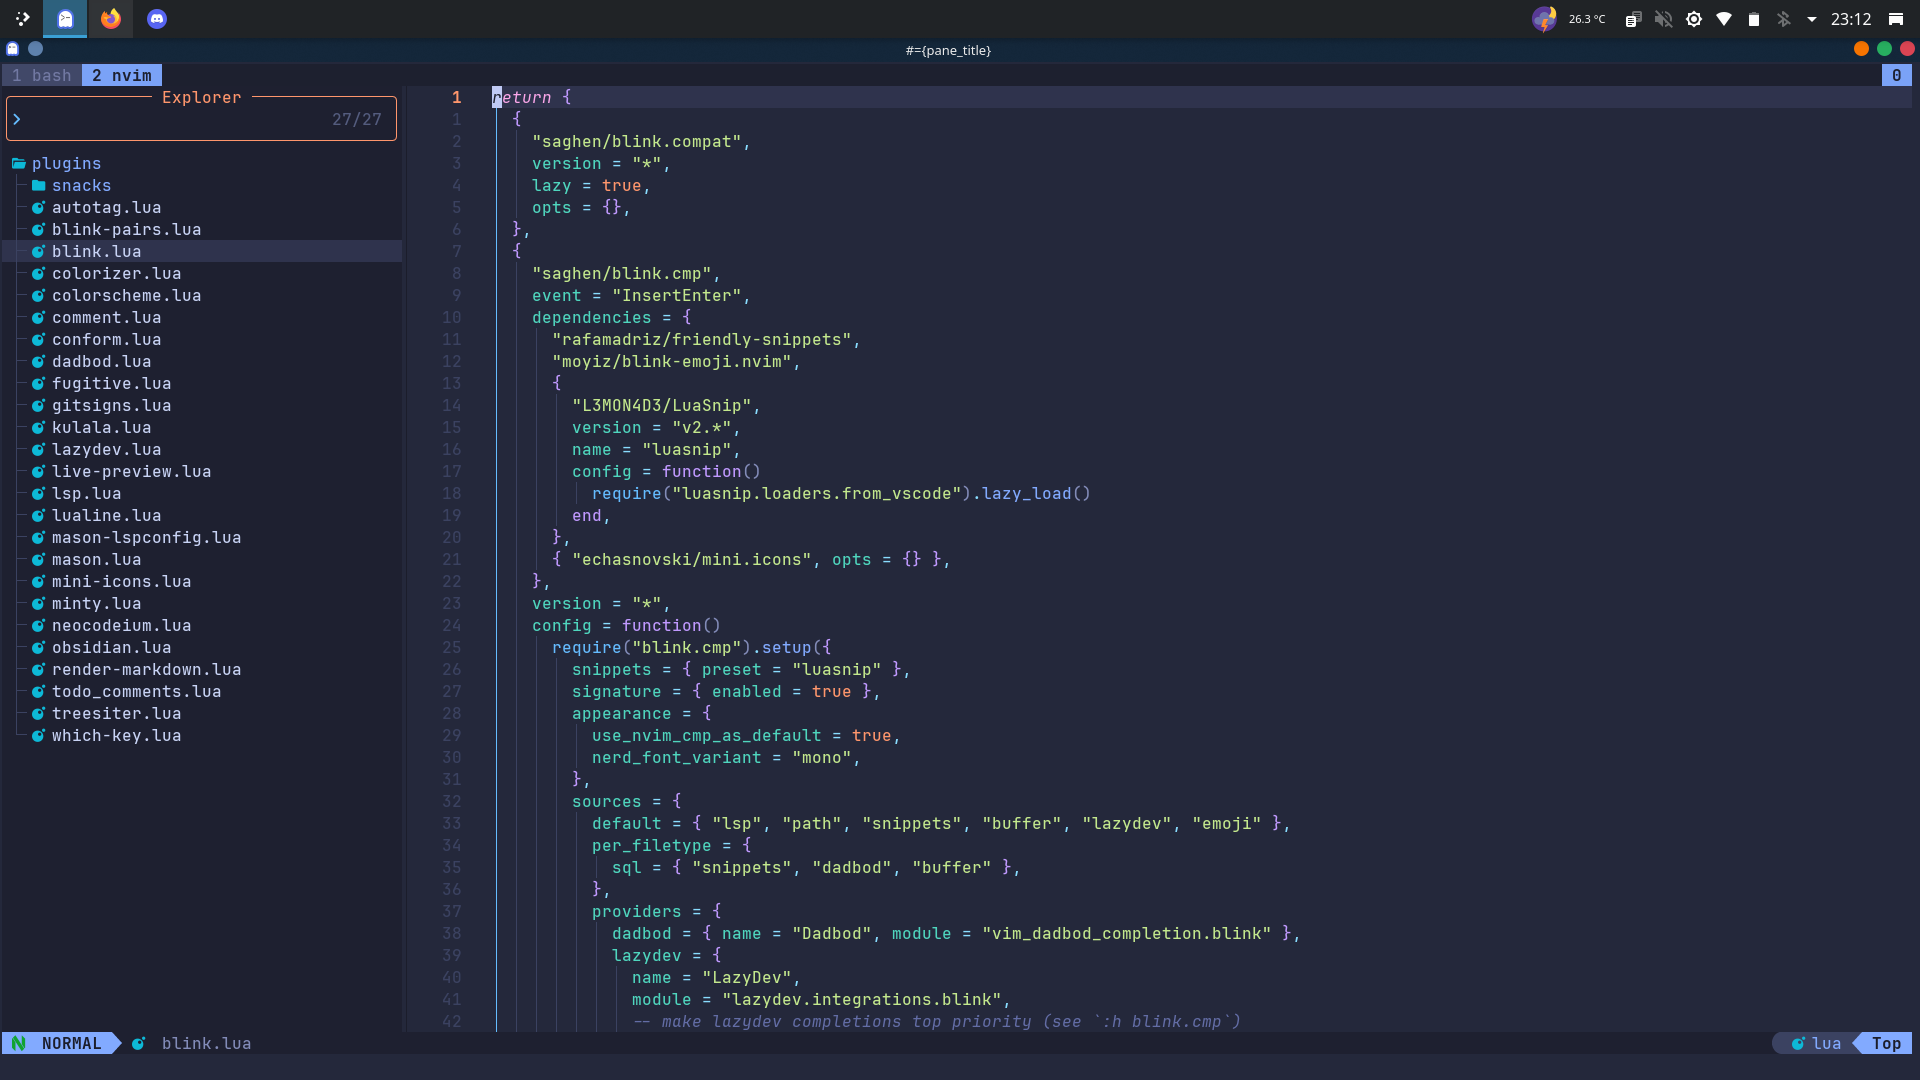 26.3 °C
23:12
#={pane_title}
1 bash 2 nvim
0
Explorer
27/27
plugins
snacks
autotag.lua
blink-pairs.lua
blink.lua
colorizer.lua
colorscheme.lua
comment.lua
conform.lua
dadbod.lua
fugitive.lua
gitsigns.lua
kulala.lua
lazydev.lua
live-preview.lua
lsp.lua
lualine.lua
mason-lspconfig.lua
mason.lua
mini-icons.lua
minty.lua
neocodeium.lua
obsidian.lua
render-markdown.lua
todo_comments.lua
treesiter.lua
which-key.lua
1 return {
1 {
2 "saghen/blink.compat",
3 version = "*",
4 lazy = true,
5 opts = {},
6 },
7 {
8 "saghen/blink.cmp",
9 event = "InsertEnter",
10 dependencies = {
11 "rafamadriz/friendly-snippets",
12 "moyiz/blink-emoji.nvim",
13 {
14 "L3MON4D3/LuaSnip",
15 version = "v2.*",
16 name = "luasnip",
17 config = function()
18 require("luasnip.loaders.from_vscode").lazy_load()
19 end,
20 },
21 { "echasnovski/mini.icons", opts = {} },
22 },
23 version = "*",
24 config = function()
25 require("blink.cmp").setup({
26 snippets = { preset = "luasnip" },
27 signature = { enabled = true },
28 appearance = {
29 use_nvim_cmp_as_default = true,
30 nerd_font_variant = "mono",
31 },
32 sources = {
33 default = { "lsp", "path", "snippets", "buffer", "lazydev", "emoji" },
34 per_filetype = {
35 sql = { "snippets", "dadbod", "buffer" },
36 },
37 providers = {
38 dadbod = { name = "Dadbod", module = "vim_dadbod_completion.blink" },
39 lazydev = {
40 name = "LazyDev",
41 module = "lazydev.integrations.blink",
42 -- make lazydev completions top priority (see `:h blink.cmp`)
NORMAL blink.lua
lua Top